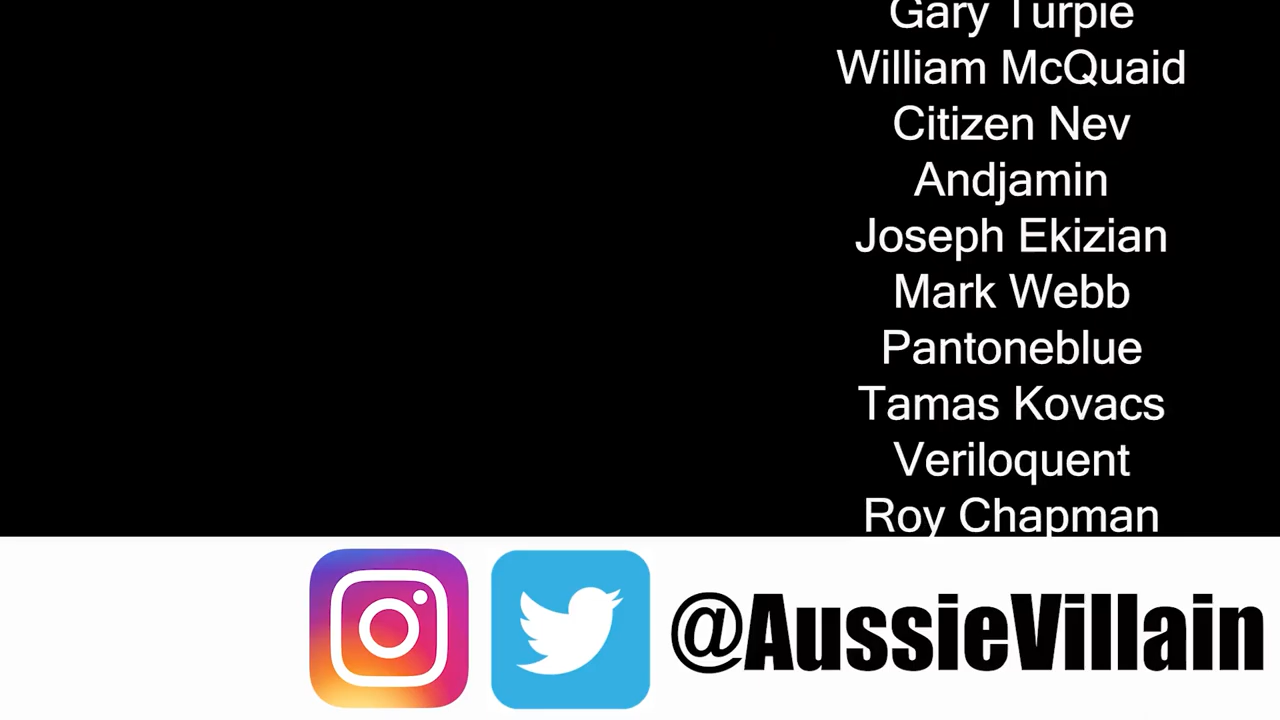 Gary Turpie
William McQuaid
Citizen Nev
Andjamin
Joseph Ekizian
Mark Webb
Pantoneblue
Tamas Kovacs
Veriloquent
Roy Chapman
@AussieVillain